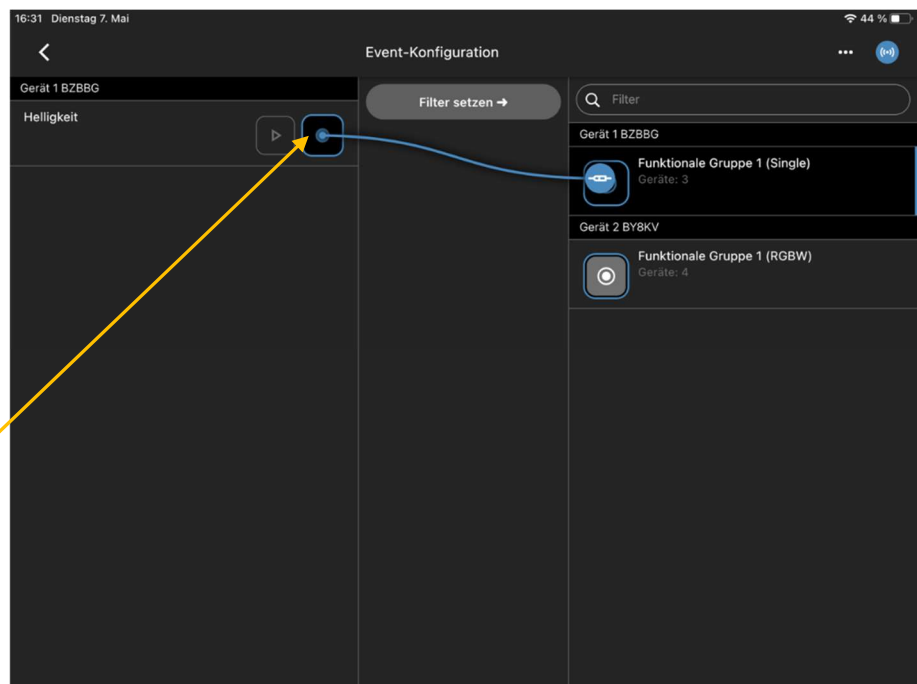 16:31 Dienstag 7. Mai
44 %
Event-Konfiguration
Gerät 1 BZBBG
Helligkeit
Filter setzen ➔
Filter
Gerät 1 BZBBG
Funktionale Gruppe 1 (Single)
Geräte: 3
Gerät 2 BY8KV
Funktionale Gruppe 1 (RGBW)
Geräte: 4